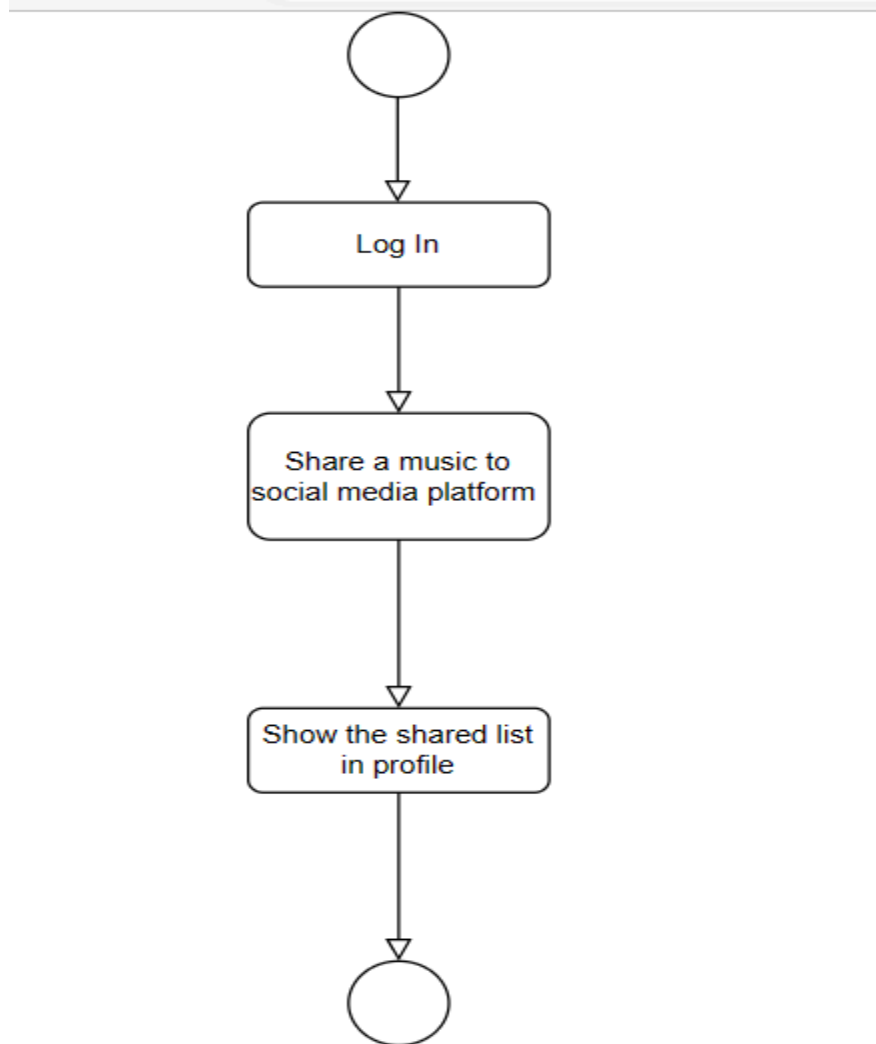 Log In
Share a music to
social media platform
Show the shared list
in profile